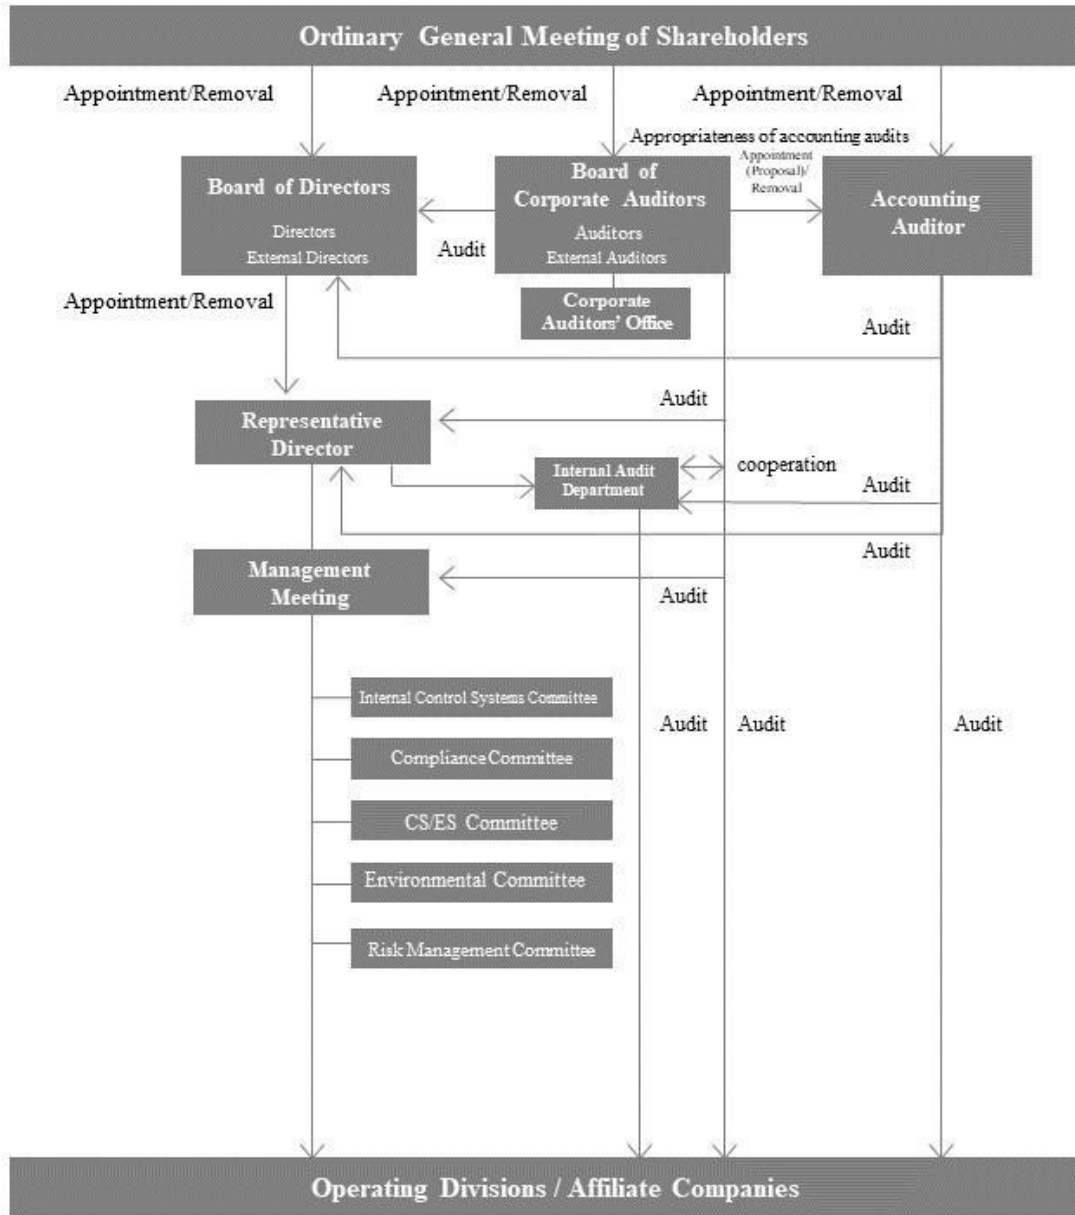 Ordinary General Meeting of Shareholders
Appointment/Removal
Appointment/Removal
Appointment/Removal
Appropriateness of accounting audits
Appointment
(Proposal)/
Removal
Board of Directors
Directors
External Directors
Audit
Board of
Corporate Auditors
Auditors
External Auditors
Accounting
Auditor
Corporate
Auditors' Office
Appointment/Removal
Audit
Audit
Representative
Director
Internal Audit
Department
cooperation
Audit
Audit
Management
Meeting
Audit
Internal Control Systems Committee
Compliance Committee
CS/ES Committee
Environmental Committee
Risk Management Committee
Audit
Audit
Audit
Operating Divisions / Affiliate Companies